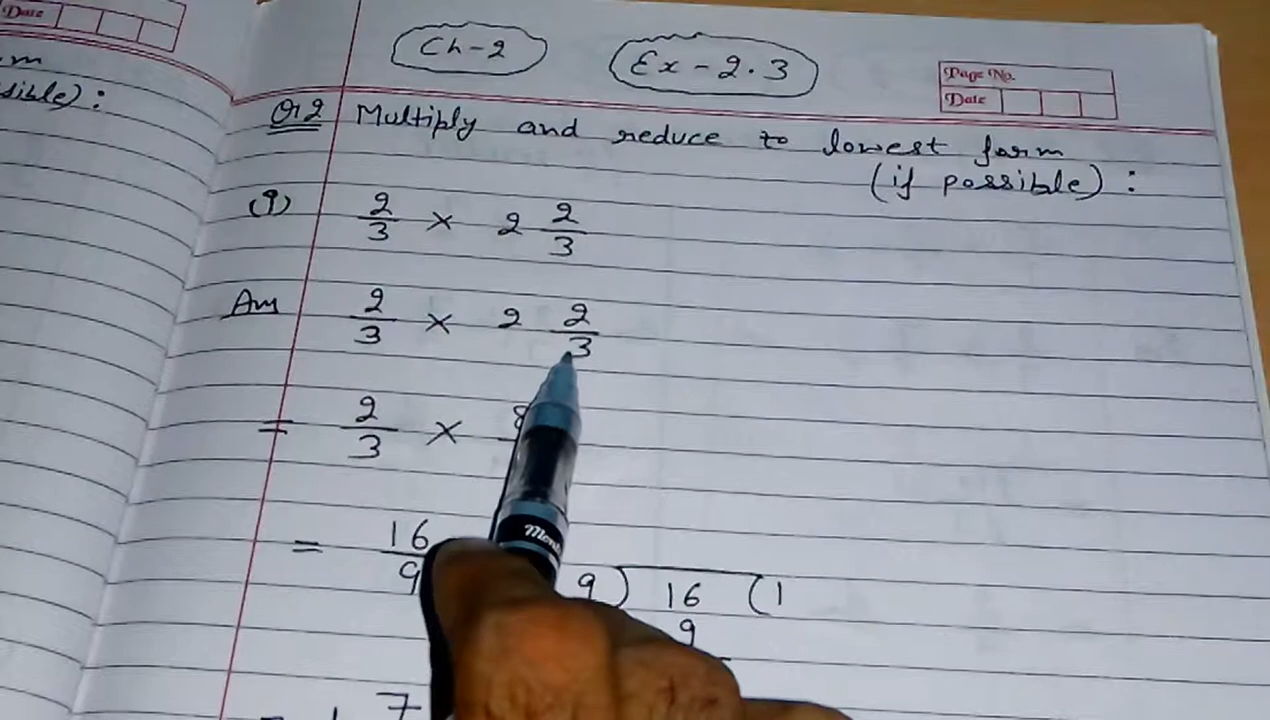 Date
sible):
Ch-2
Ex-2.3
Page No.
Date
Q2 Multiply and reduce to lowest form
(if possible):
(i) 2/3 × 2 2/3
Ans 2/3 × 2 2/3
= 2/3 × 8
= 16/9
9) 16 (1
9
= 1 7